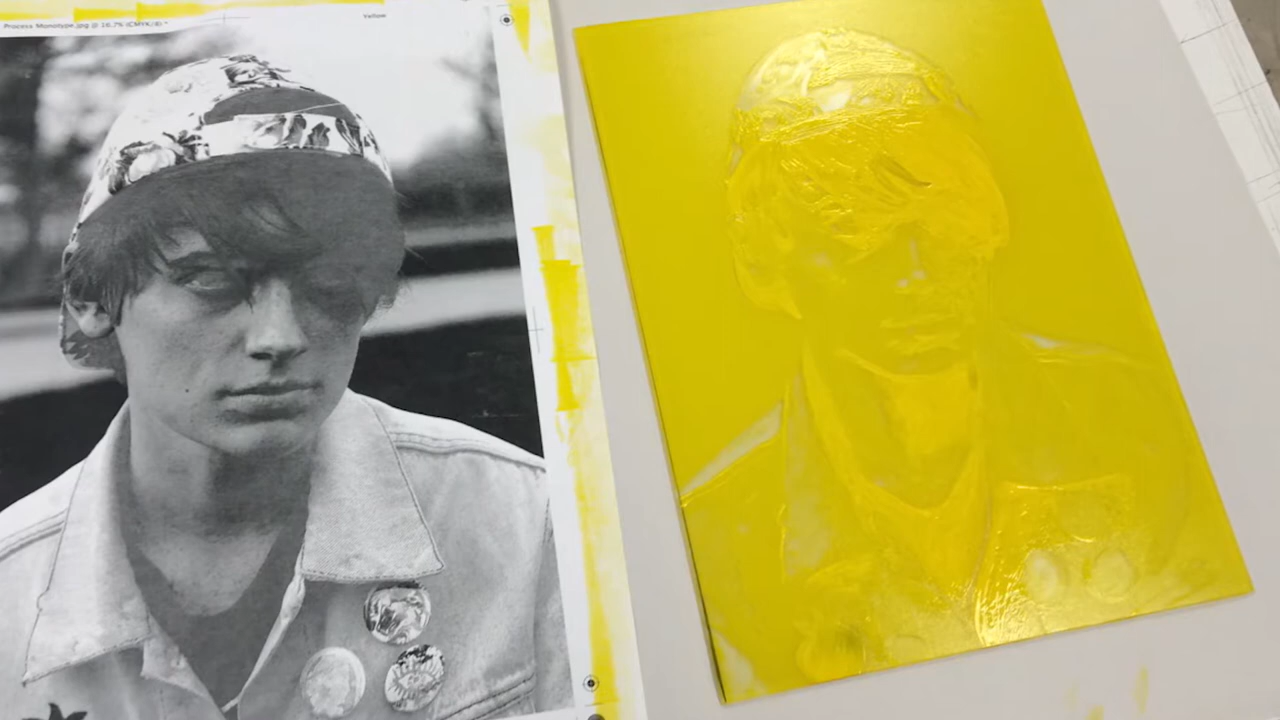 Process Monotype.jpg @ 16.7% (CMYK/8) *
Yellow